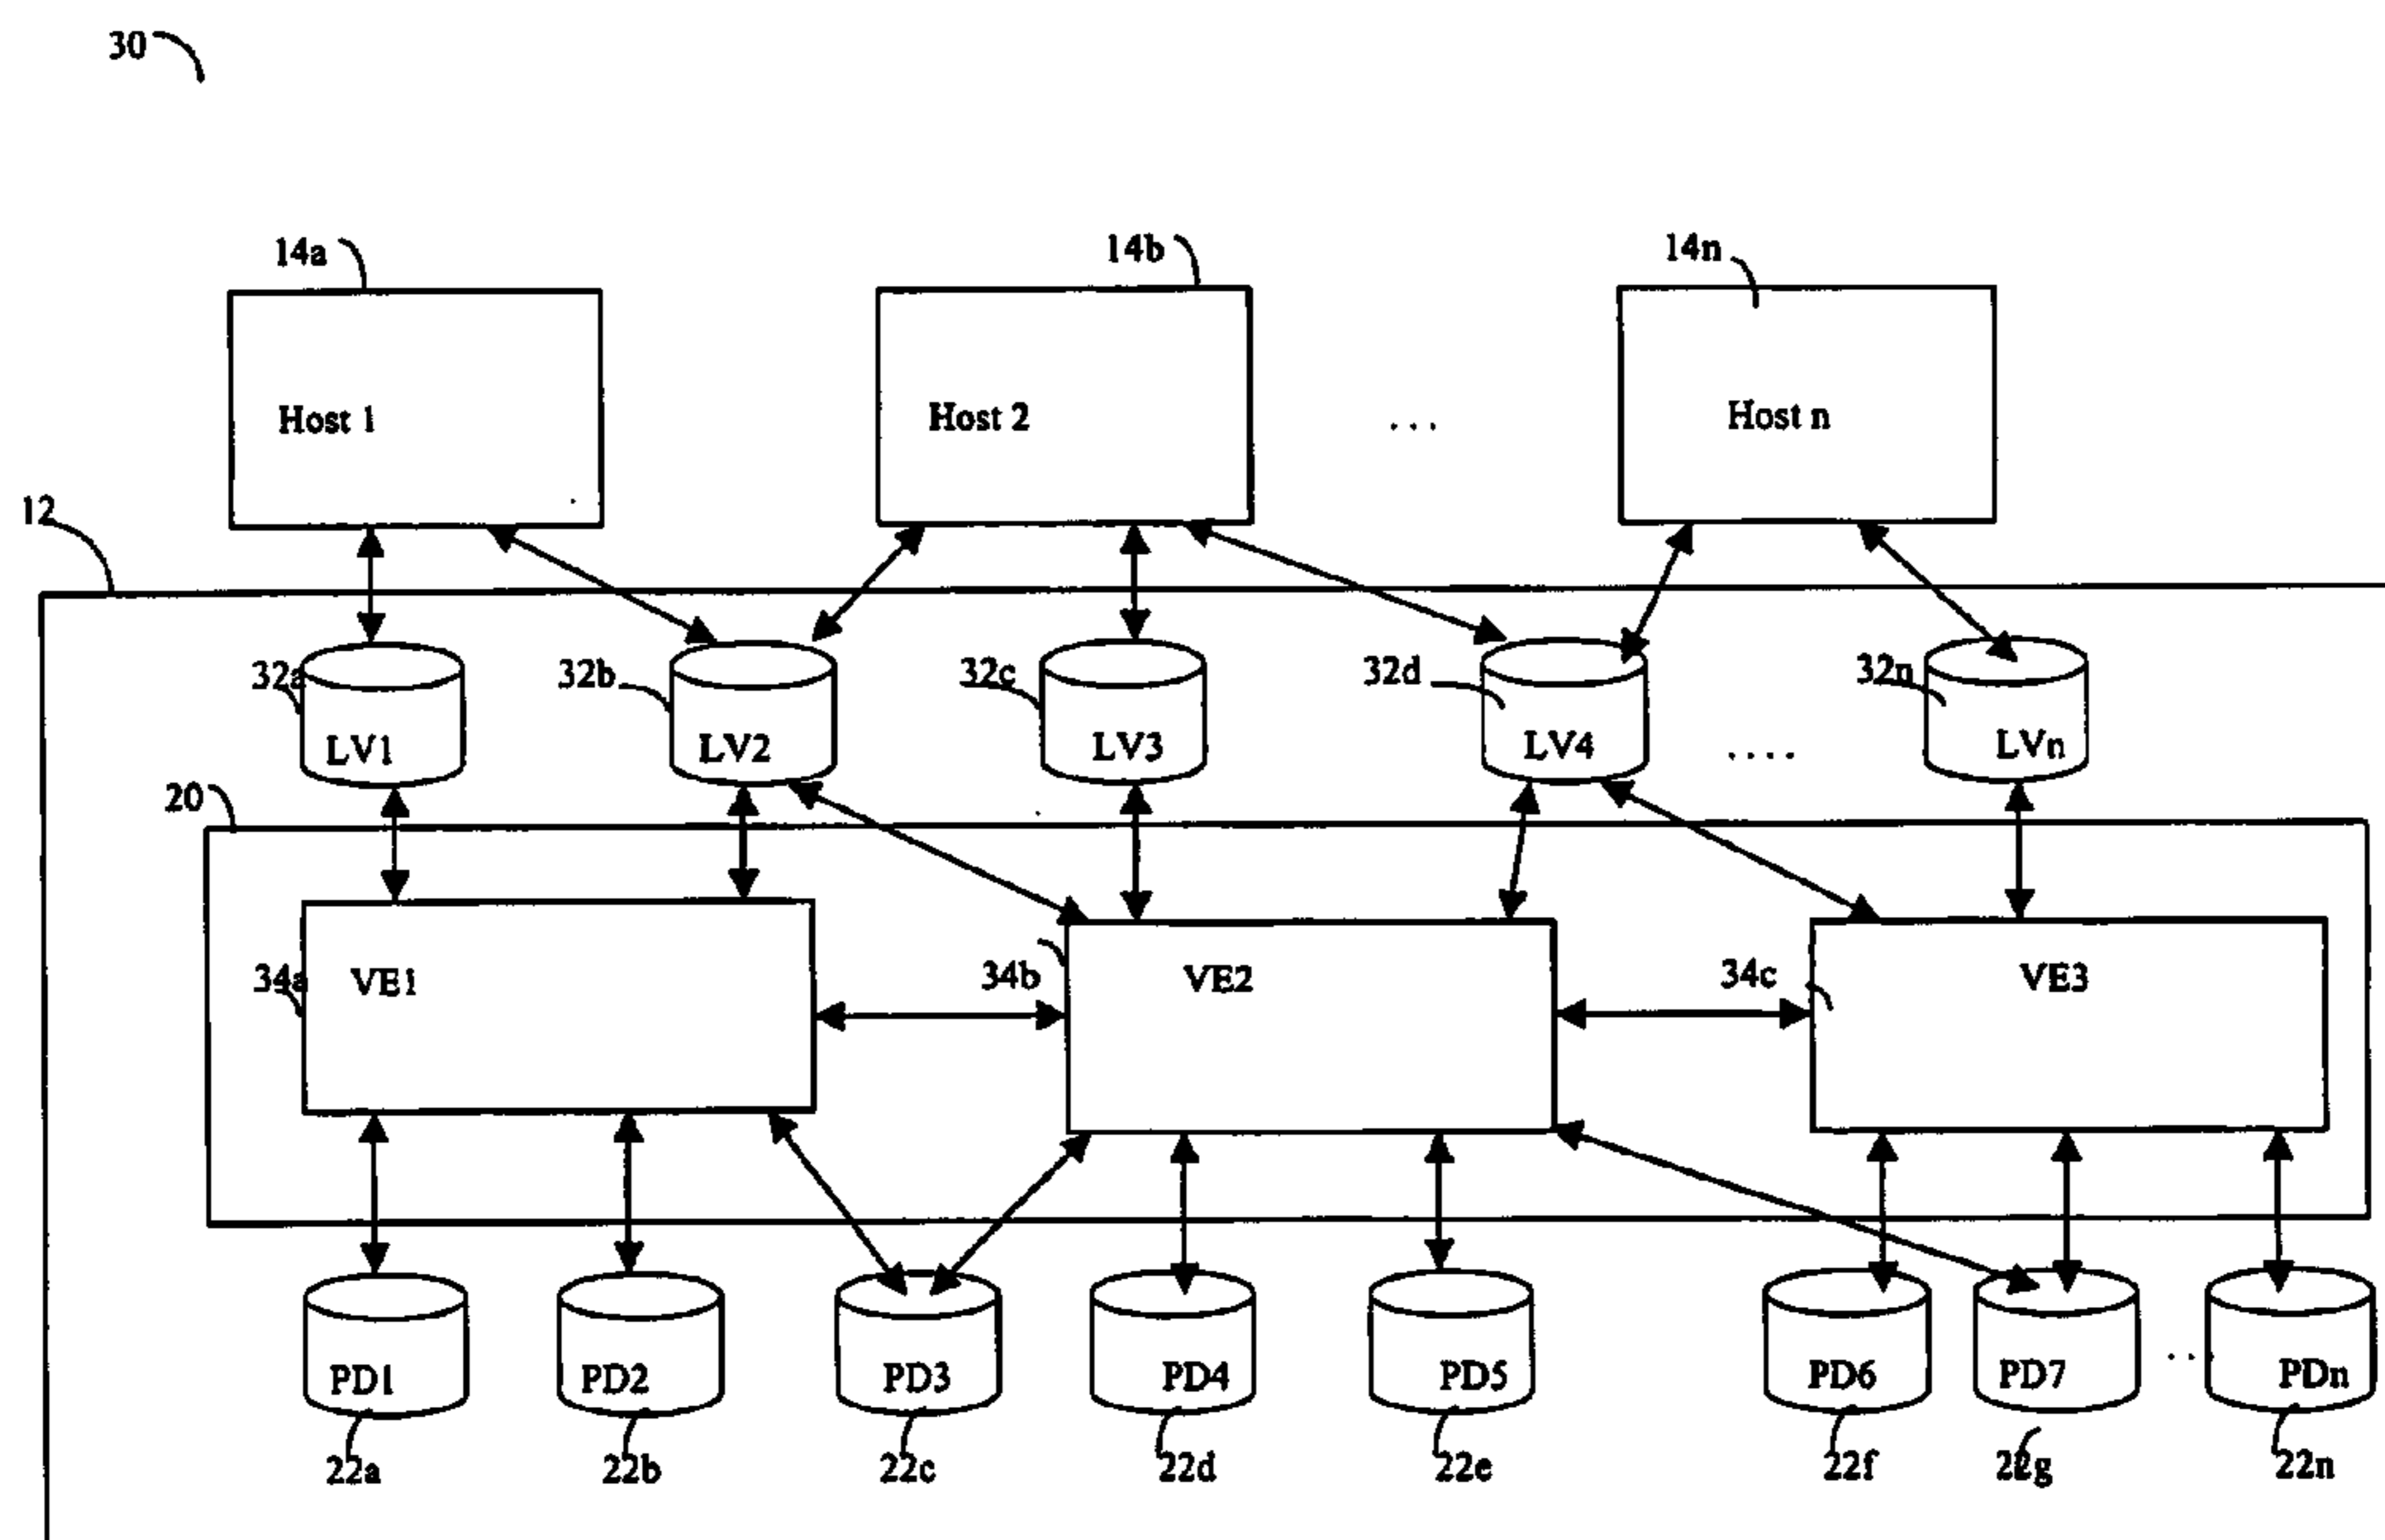 30
14a 14b 14n
Host 1 Host 2 ... Host n
12
32a 32b 32c 32d 32n
LV1 LV2 LV3 LV4 .... LVn
20
34a VE1 34b VE2 34c VE3
PD1 PD2 PD3 PD4 PD5 PD6 PD7 .. PDn
22a 22b 22c 22d 22e 22f 22g 22n